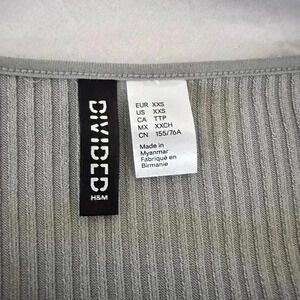 DIVIDED
H&M
EUR XXS
US XXS
CA TTP
MX XXCH
CN 155/76A
Made in
Myanmar
Fabriqué en
Birmanie